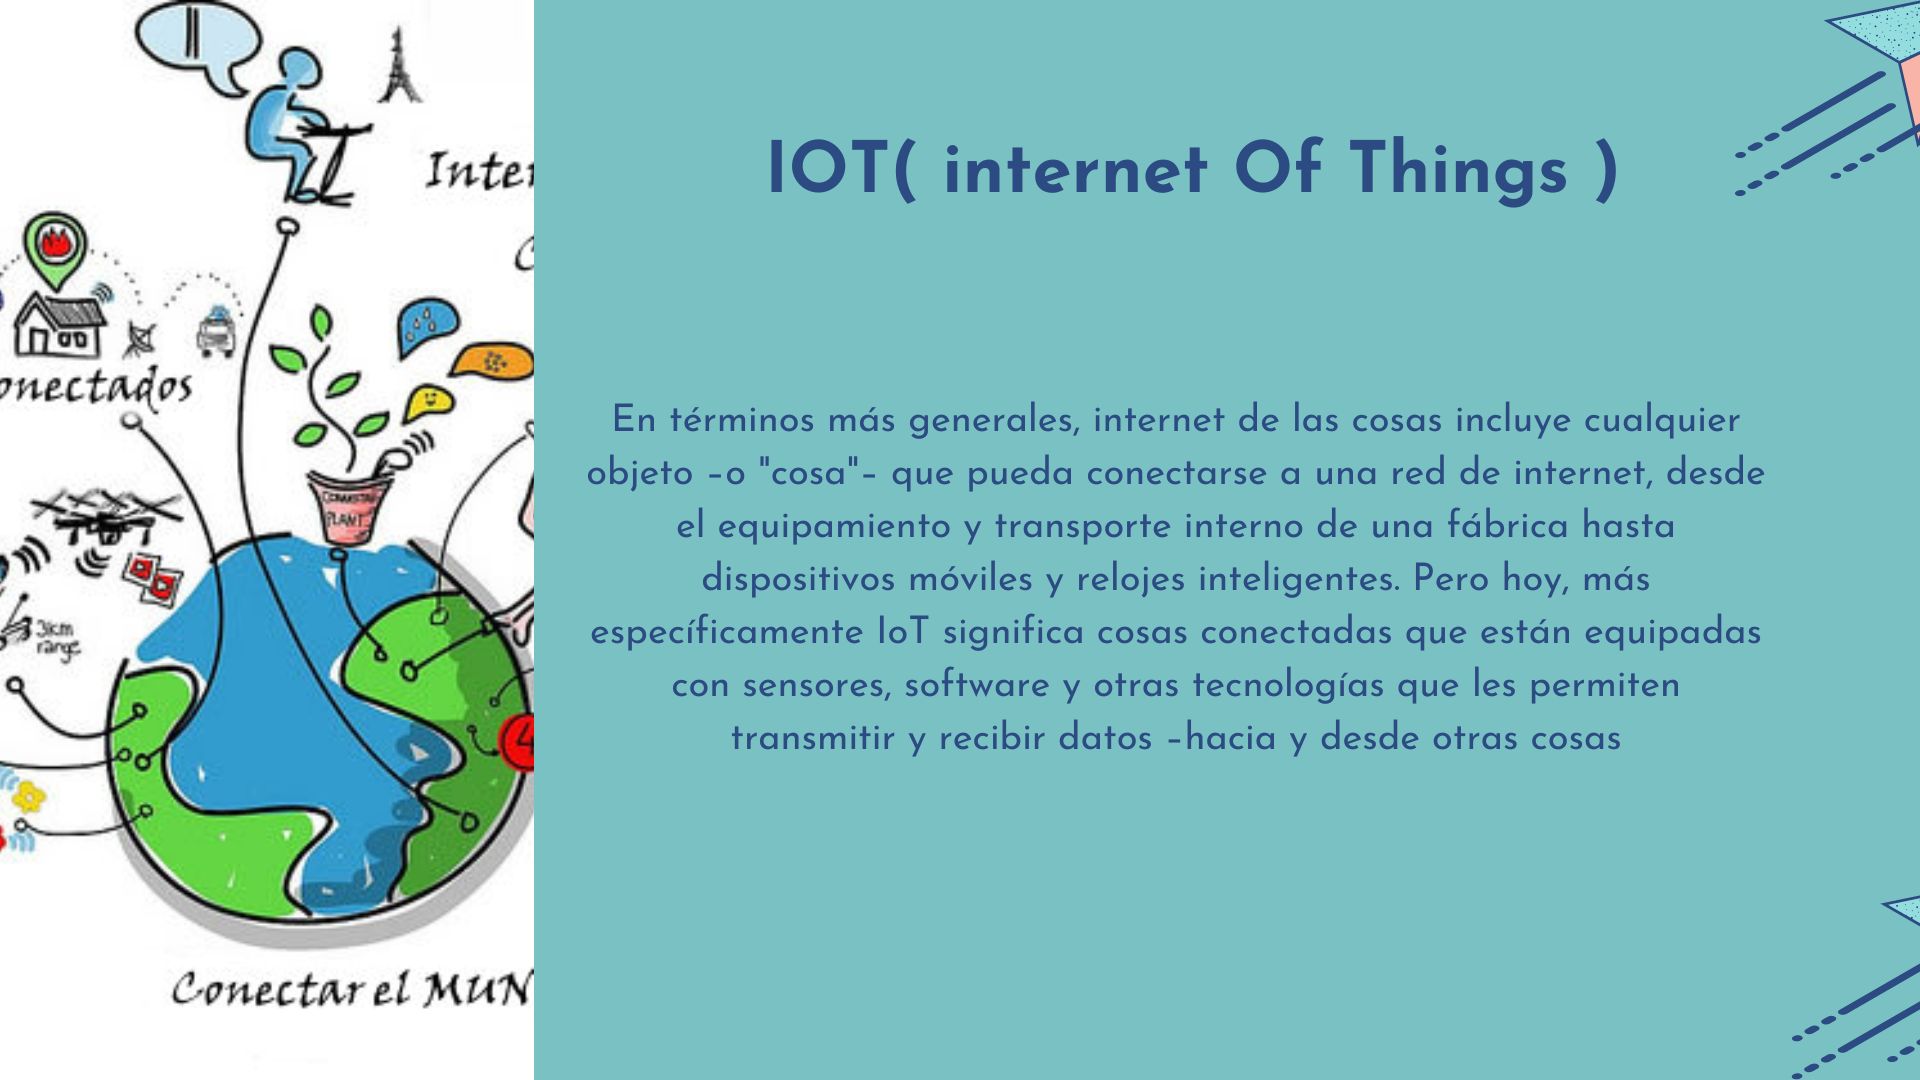 IOT( internet Of Things )
En términos más generales, internet de las cosas incluye cualquier
objeto –o "cosa"– que pueda conectarse a una red de internet, desde
el equipamiento y transporte interno de una fábrica hasta
dispositivos móviles y relojes inteligentes. Pero hoy, más
específicamente IoT significa cosas conectadas que están equipadas
con sensores, software y otras tecnologías que les permiten
transmitir y recibir datos –hacia y desde otras cosas
Inter
C
onectados
PLANT
3km
range
4
Conectar el MUN